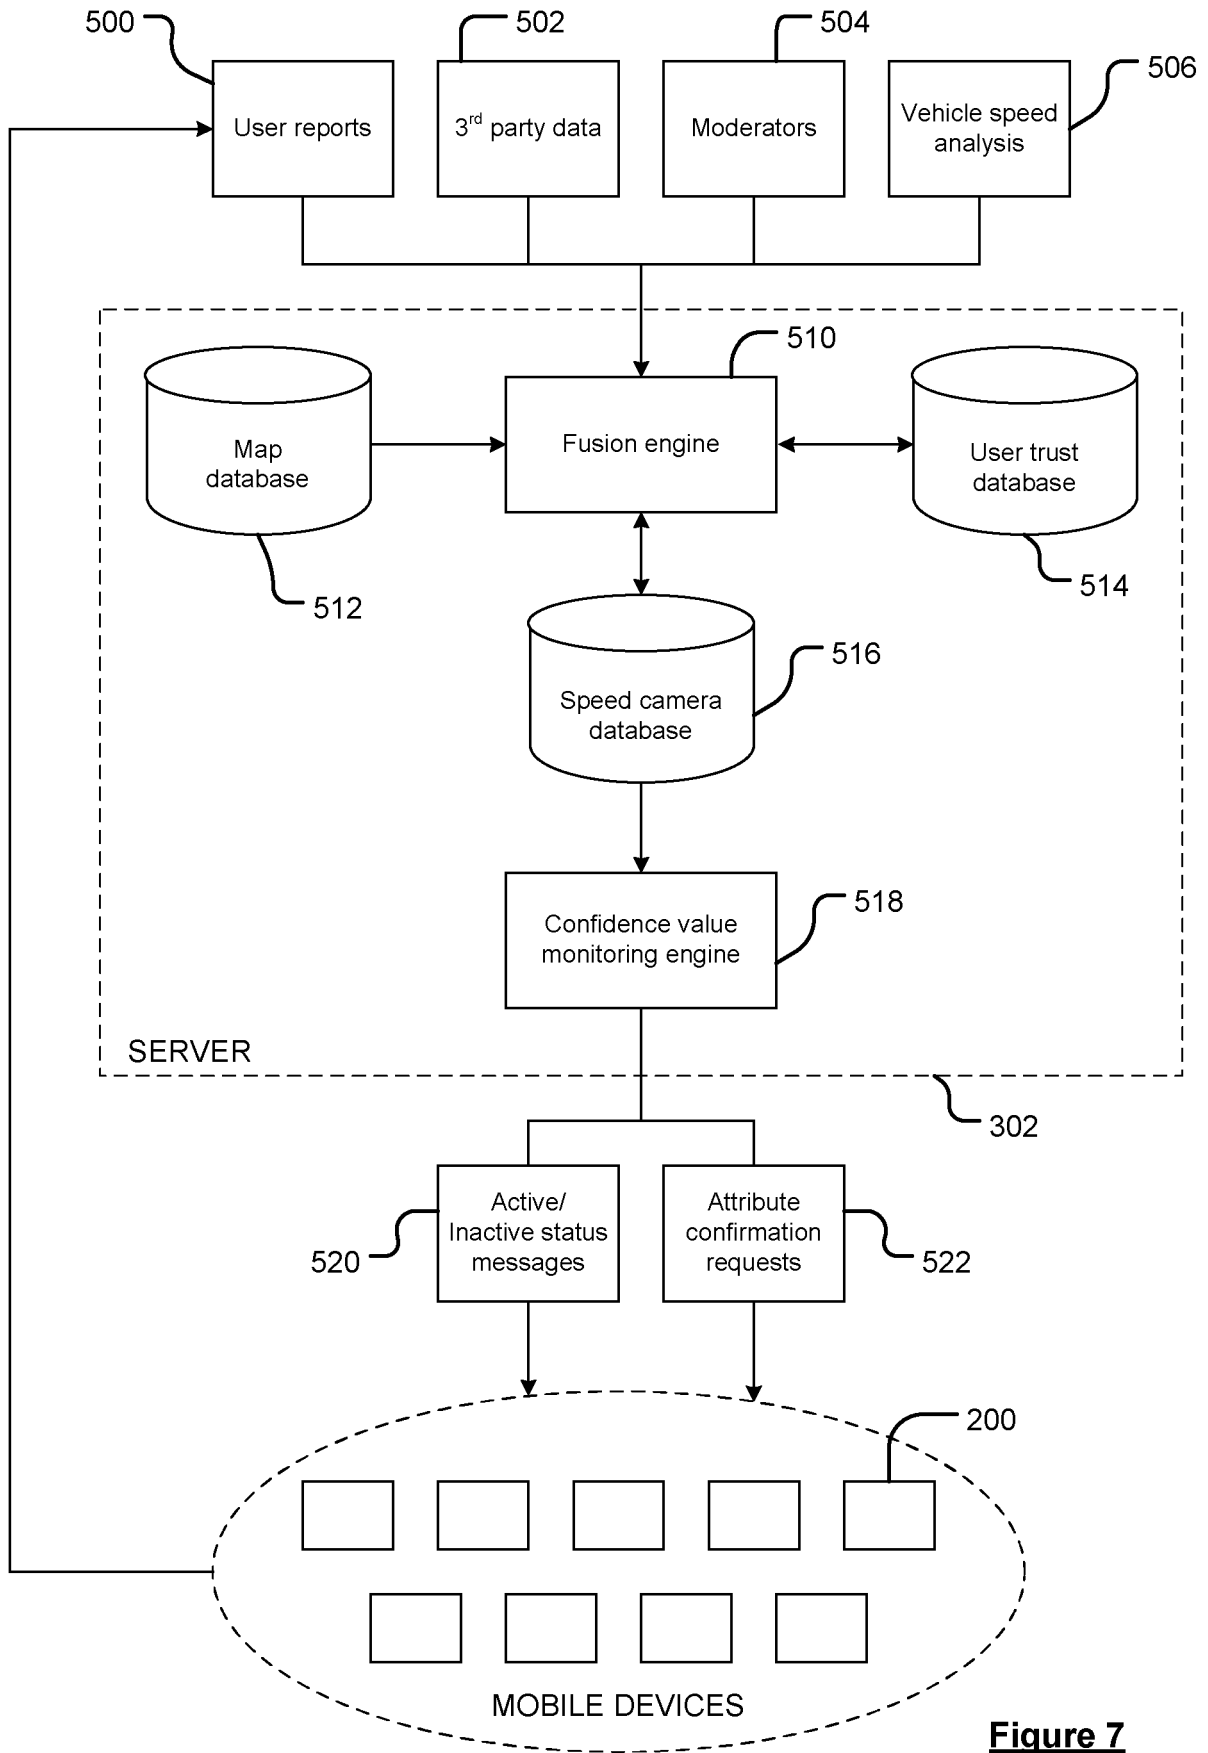 500
502
504
506
User reports
3rd party data
Moderators
Vehicle speed
analysis
510
Map
database
Fusion engine
User trust
database
512
514
516
Speed camera
database
518
Confidence value
monitoring engine
SERVER
302
Active/
Inactive status
messages
Attribute
confirmation
requests
520
522
200
MOBILE DEVICES
Figure 7